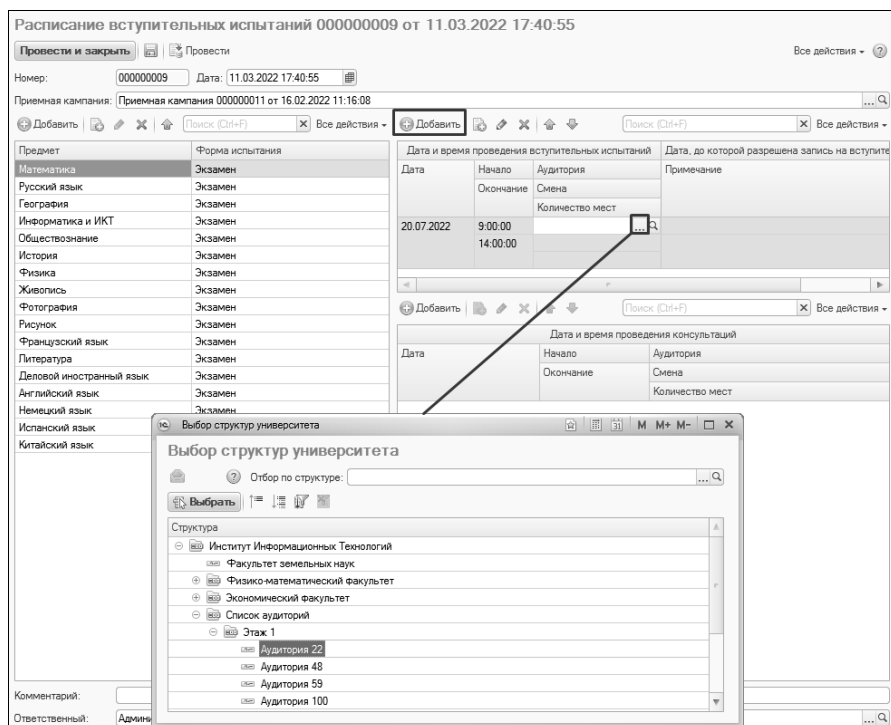 Расписание вступительных испытаний 000000009 от 11.03.2022 17:40:55
Провести и закрыть Провести Все действия
Номер: 000000009 Дата: 11.03.2022 17:40:55
Приемная кампания: Приемная кампания 000000011 от 16.02.2022 11:16:08
Добавить Поиск (Ctrl+F) Все действия
Предмет Форма испытания
Математика Экзамен
Русский язык Экзамен
География Экзамен
Информатика и ИКТ Экзамен
Обществознание Экзамен
История Экзамен
Физика Экзамен
Живопись Экзамен
Фотография Экзамен
Рисунок Экзамен
Французский язык Экзамен
Литература Экзамен
Деловой иностранный язык Экзамен
Английский язык Экзамен
Немецкий язык Экзамен
Испанский язык
Китайский язык
Добавить Поиск (Ctrl+F) Все действия
Дата и время проведения вступительных испытаний Дата, до которой разрешена запись на вступите
Дата Начало Аудитория Примечание
Окончание Смена
Количество мест
20.07.2022 9:00:00 ...
14:00:00
Добавить Поиск (Ctrl+F) Все действия
Дата и время проведения консультаций
Дата Начало Аудитория
Окончание Смена
Количество мест
Выбор структур университета M M+ M-
Выбор структур университета
Отбор по структуре: ...
Выбрать
Структура
Институт Информационных Технологий
Факультет земельных наук
Физико-математический факультет
Экономический факультет
Список аудиторий
Этаж 1
Аудитория 22
Аудитория 48
Аудитория 59
Аудитория 100
Комментарий:
Ответственный: Админи